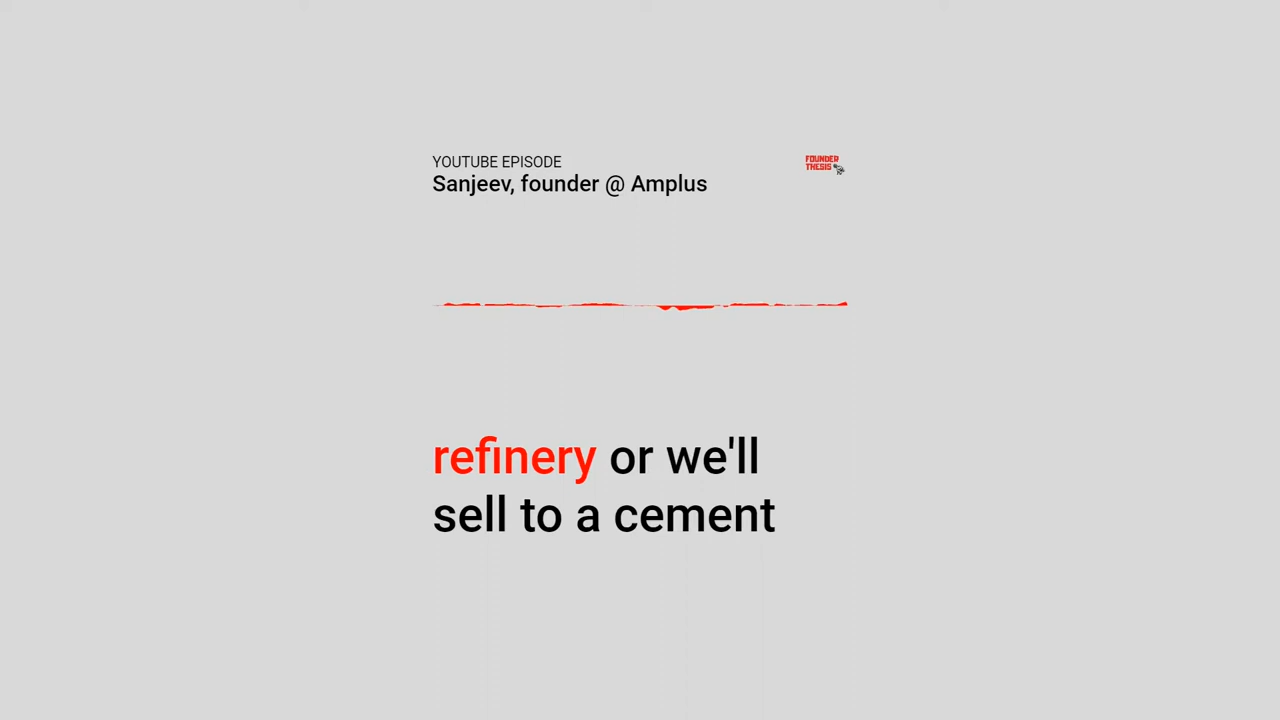 YOUTUBE EPISODE
Sanjeev, founder @ Amplus
FOUNDER
THESIS
refinery or we'll
sell to a cement